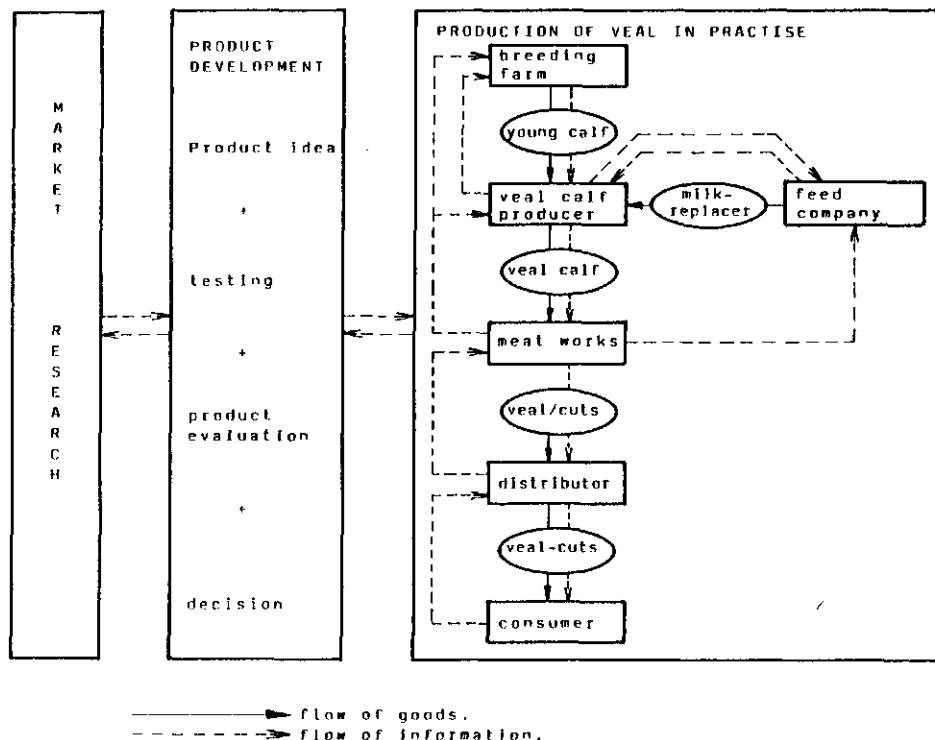 MARKET
RESEARCH
PRODUCT
DEVELOPMENT
Product idea
testing
+
product
evaluation
+
decision
PRODUCTION OF VEAL IN PRACTISE
breeding
farm
young calf
veal calf
producer
milk-
replacer
feed
company
veal calf
meat works
veal/cuts
distributor
veal-cuts
consumer
flow of goods.
flow of information.